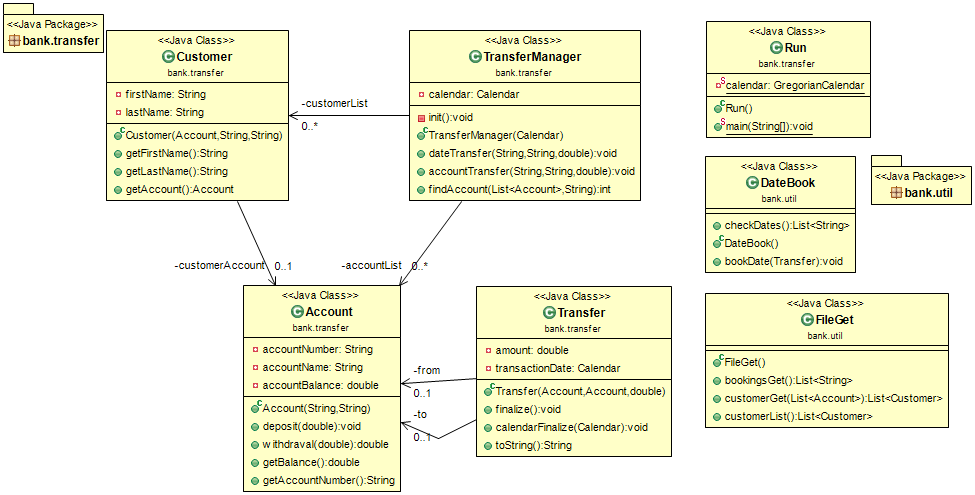 <<Java Package>>
bank.transfer
<<Java Class>>
Customer
bank.transfer
firstName: String
lastName: String
Customer(Account,String,String)
getFirstName():String
getLastName():String
getAccount():Account
-customerList
0..*
<<Java Class>>
TransferManager
bank.transfer
calendar: Calendar
init():void
TransferManager(Calendar)
dateTransfer(String,String,double):void
accountTransfer(String,String,double):void
findAccount(List<Account>,String):int
<<Java Class>>
Run
bank.transfer
calendar: GregorianCalendar
Run()
main(String[]):void
<<Java Class>>
DateBook
bank.util
checkDates():List<String>
DateBook()
bookDate(Transfer):void
<<Java Package>>
bank.util
-customerAccount
0..1
-accountList
0..*
<<Java Class>>
Account
bank.transfer
accountNumber: String
accountName: String
accountBalance: double
Account(String,String)
deposit(double):void
withdraval(double):double
getBalance():double
getAccountNumber():String
-from
0..1
-to
0..1
<<Java Class>>
Transfer
bank.transfer
amount: double
transactionDate: Calendar
Transfer(Account,Account,double)
finalize():void
calendarFinalize(Calendar):void
toString():String
<<Java Class>>
FileGet
bank.util
FileGet()
bookingsGet():List<String>
customerGet(List<Account>):List<Customer>
customerList():List<Customer>